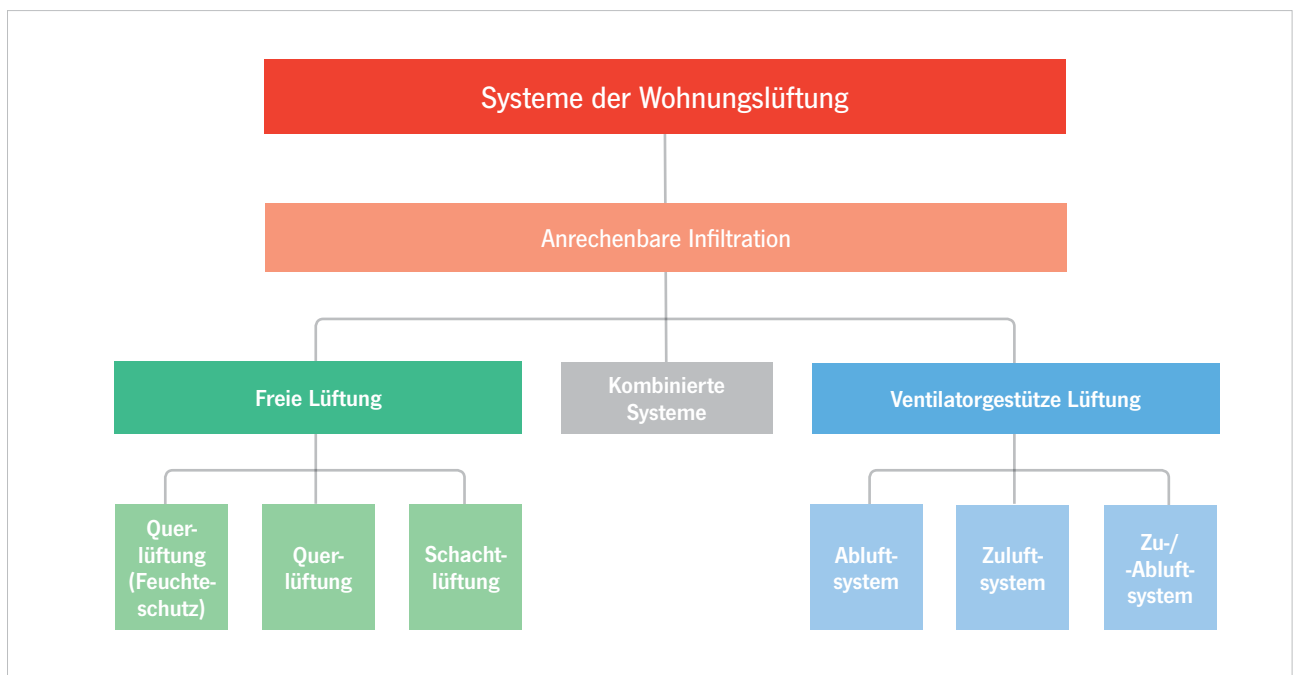 Systeme der Wohnungslüftung
Anrechenbare Infiltration
Freie Lüftung
Kombinierte
Systeme
Ventilatorgestütze Lüftung
Quer-
lüftung
(Feuchte-
schutz)
Quer-
lüftung
Schacht-
lüftung
Abluft-
system
Zuluft-
system
Zu-/
-Abluft-
system